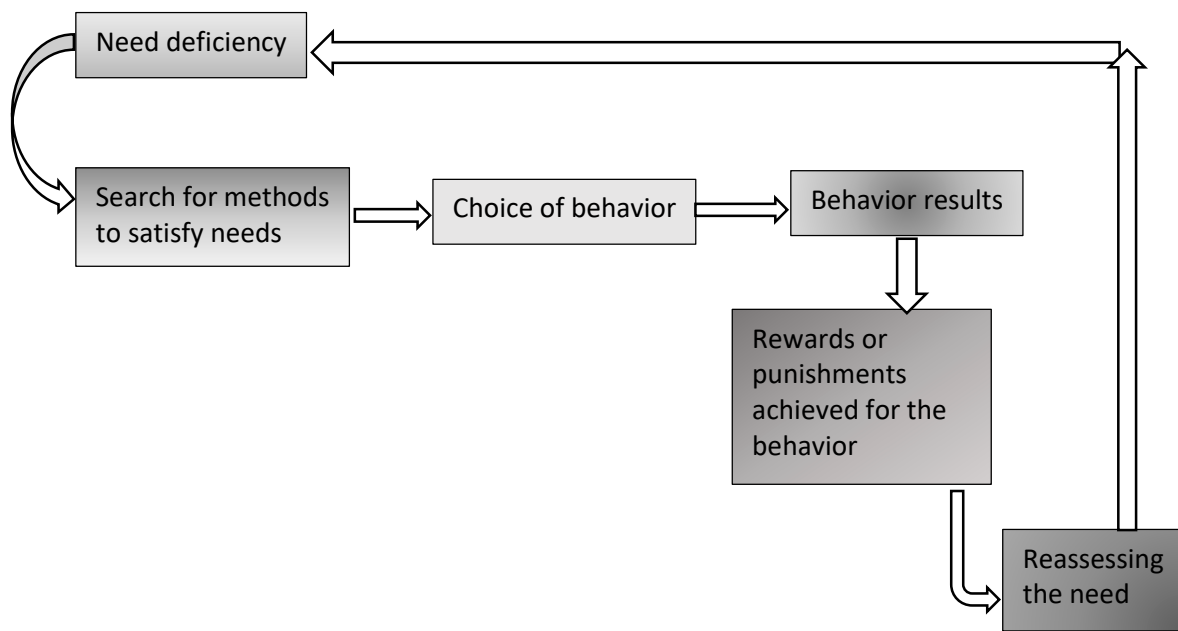 Need deficiency
Search for methods
to satisfy needs
Choice of behavior
Behavior results
Rewards or
punishments
achieved for the
behavior
Reassessing
the need